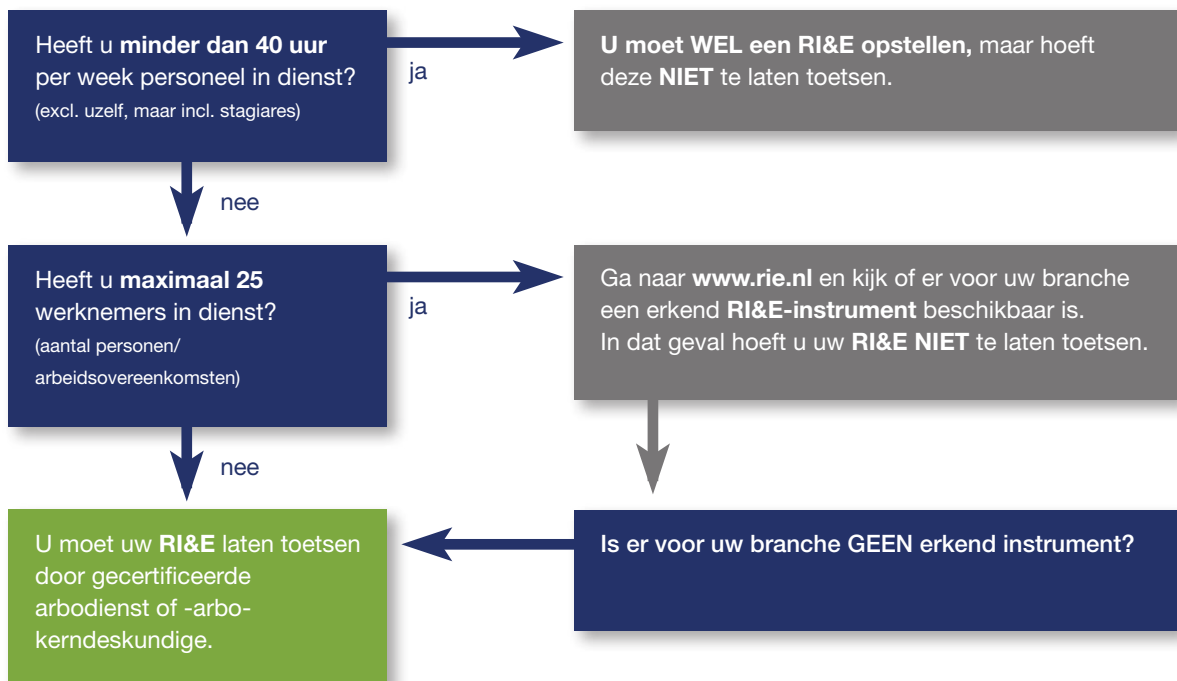 Heeft u minder dan 40 uur
per week personeel in dienst?
(excl. uzelf, maar incl. stagiares)
ja
U moet WEL een RI&E opstellen, maar hoeft
deze NIET te laten toetsen.
nee
Heeft u maximaal 25
werknemers in dienst?
(aantal personen/
arbeidsovereenkomsten)
ja
Ga naar www.rie.nl en kijk of er voor uw branche
een erkend RI&E-instrument beschikbaar is.
In dat geval hoeft u uw RI&E NIET te laten toetsen.
nee
Is er voor uw branche GEEN erkend instrument?
U moet uw RI&E laten toetsen
door gecertificeerde
arbodienst of -arbo-
kerndeskundige.